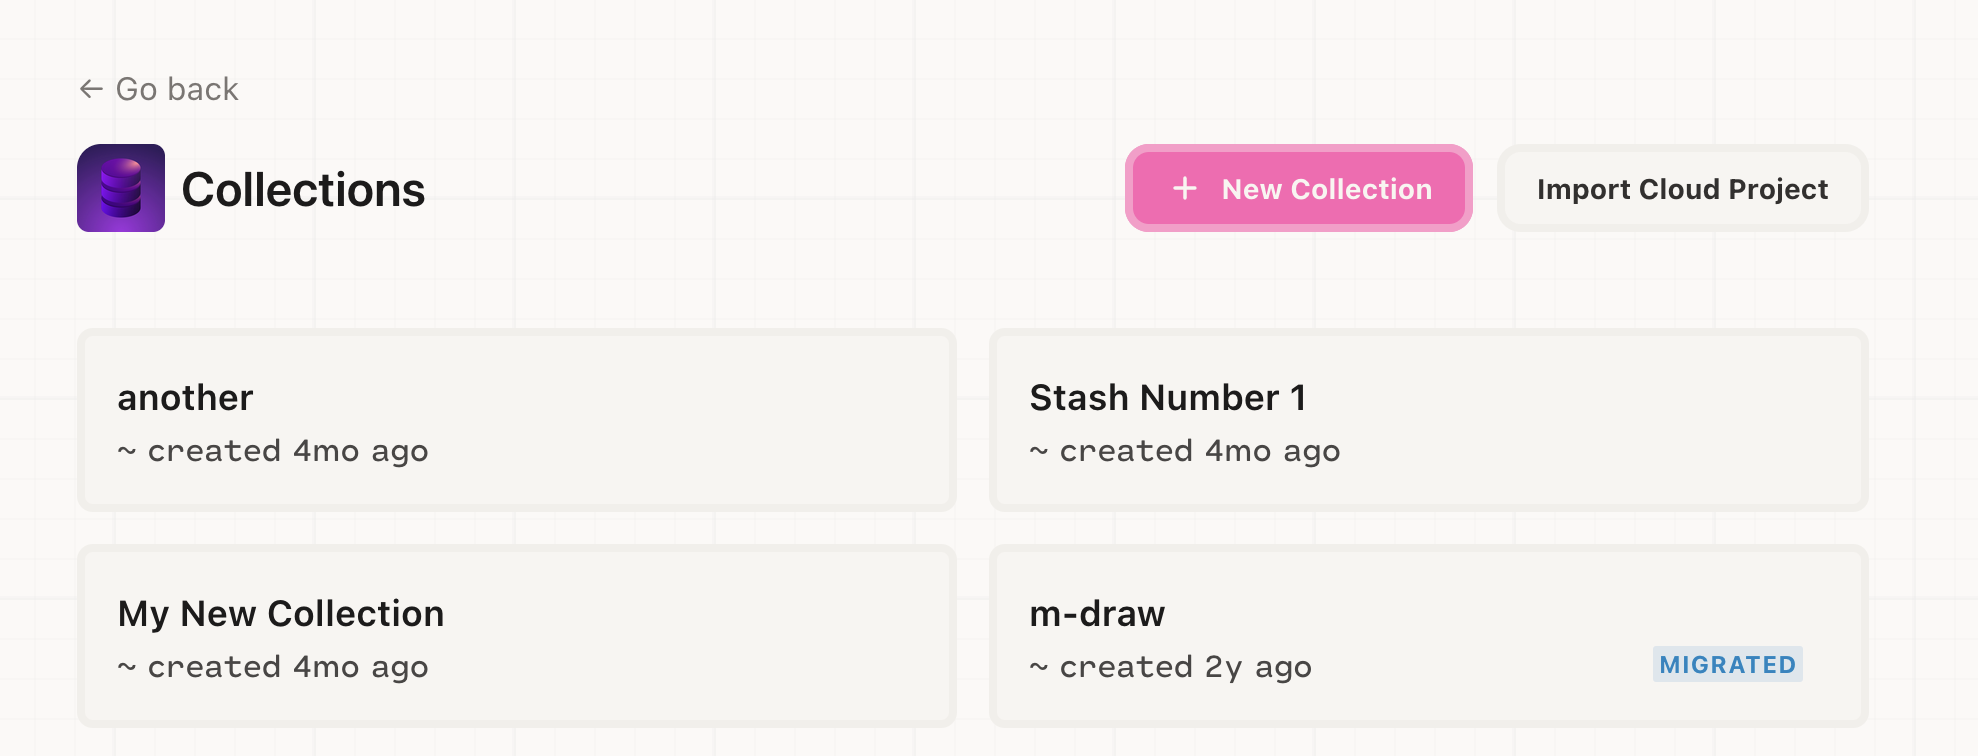 ← Go back
Collections
+ New Collection
Import Cloud Project
another
~ created 4mo ago
Stash Number 1
~ created 4mo ago
My New Collection
~ created 4mo ago
m-draw
~ created 2y ago
MIGRATED